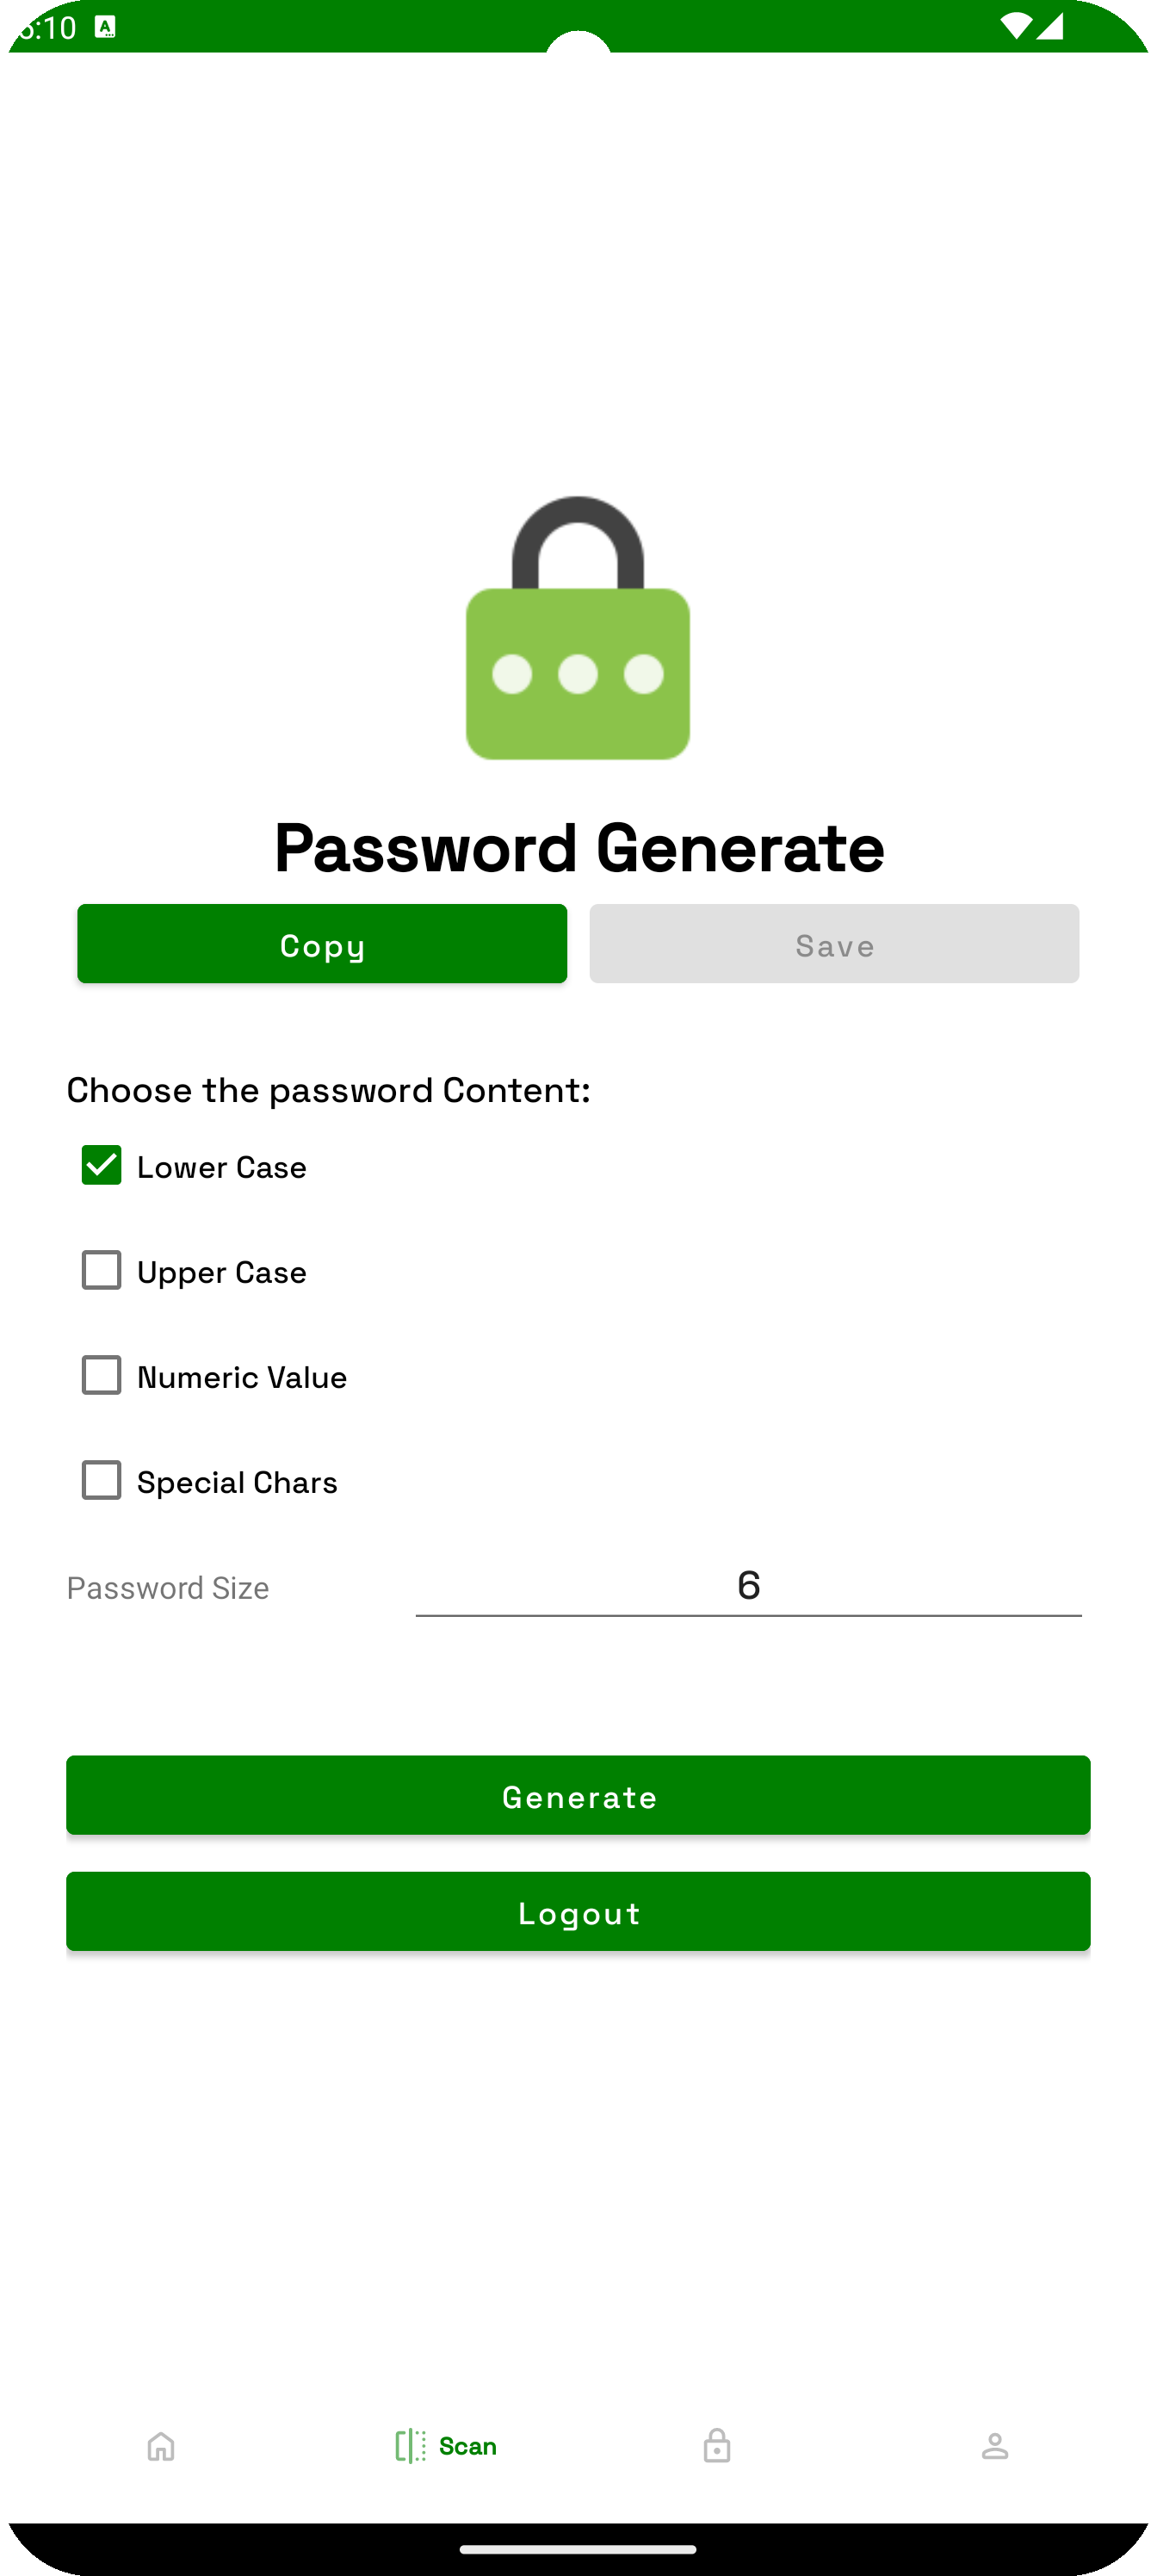 :10
Password Generate
Copy
Save
Choose the password Content:
Lower Case
Upper Case
Numeric Value
Special Chars
Password Size
6
Generate
Logout
Scan